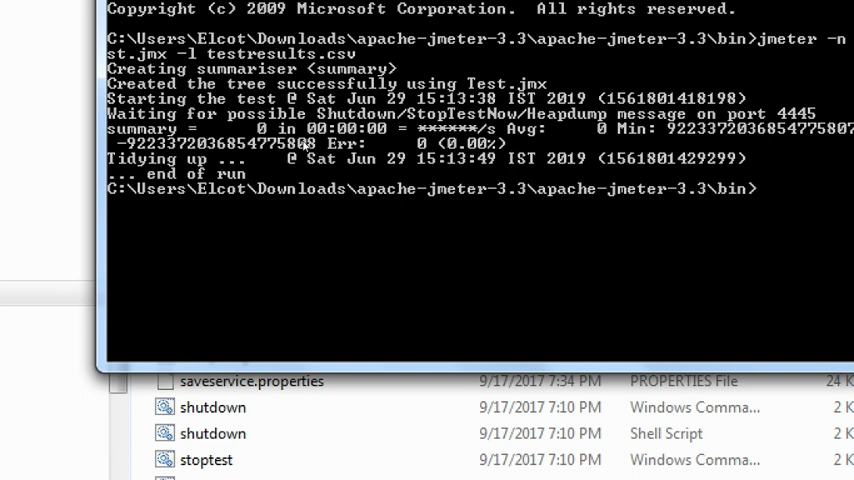 Copyright (c) 2009 Microsoft Corporation.  All rights reserved.
C:\Users\Elcot\Downloads\apache-jmeter-3.3\apache-jmeter-3.3\bin>jmeter -n
st.jmx -l testresults.csv
Creating summariser <summary>
Created the tree successfully using Test.jmx
Starting the test @ Sat Jun 29 15:13:38 IST 2019 (1561801418198)
Waiting for possible Shutdown/StopTestNow/Heapdump message on port 4445
summary =      0 in 00:00:00 = ******/s Avg:     0 Min: 9223372036854775807
-9223372036854775808 Err:     0 (0.00%)
Tidying up ...    @ Sat Jun 29 15:13:49 IST 2019 (1561801429299)
... end of run
C:\Users\Elcot\Downloads\apache-jmeter-3.3\apache-jmeter-3.3\bin>
saveservice.properties 9/17/2017 7:34 PM PROPERTIES File 24 K
shutdown 9/17/2017 7:10 PM Windows Comma... 2 K
shutdown 9/17/2017 7:10 PM Shell Script 2 K
stoptest 9/17/2017 7:10 PM Windows Comma... 2 K